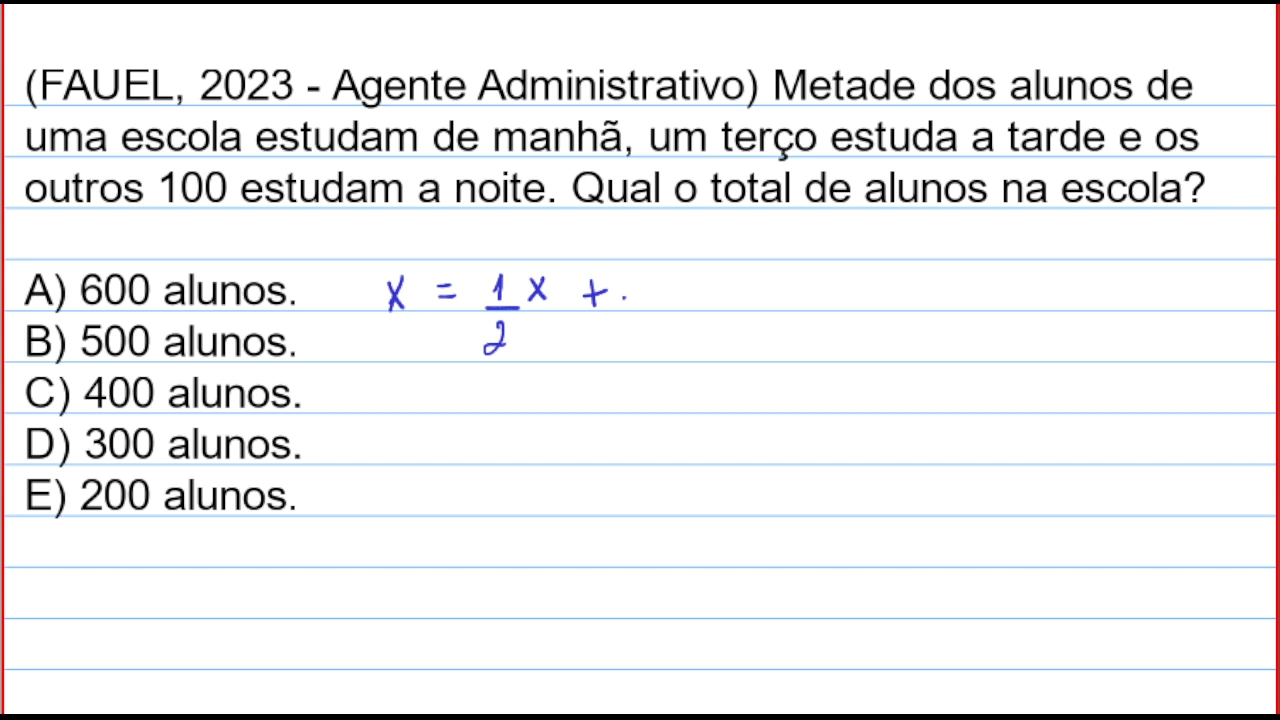 (FAUEL, 2023 - Agente Administrativo) Metade dos alunos de
uma escola estudam de manhã, um terço estuda a tarde e os
outros 100 estudam a noite. Qual o total de alunos na escola?
A) 600 alunos.
x = 1/2 x + .
B) 500 alunos.
C) 400 alunos.
D) 300 alunos.
E) 200 alunos.